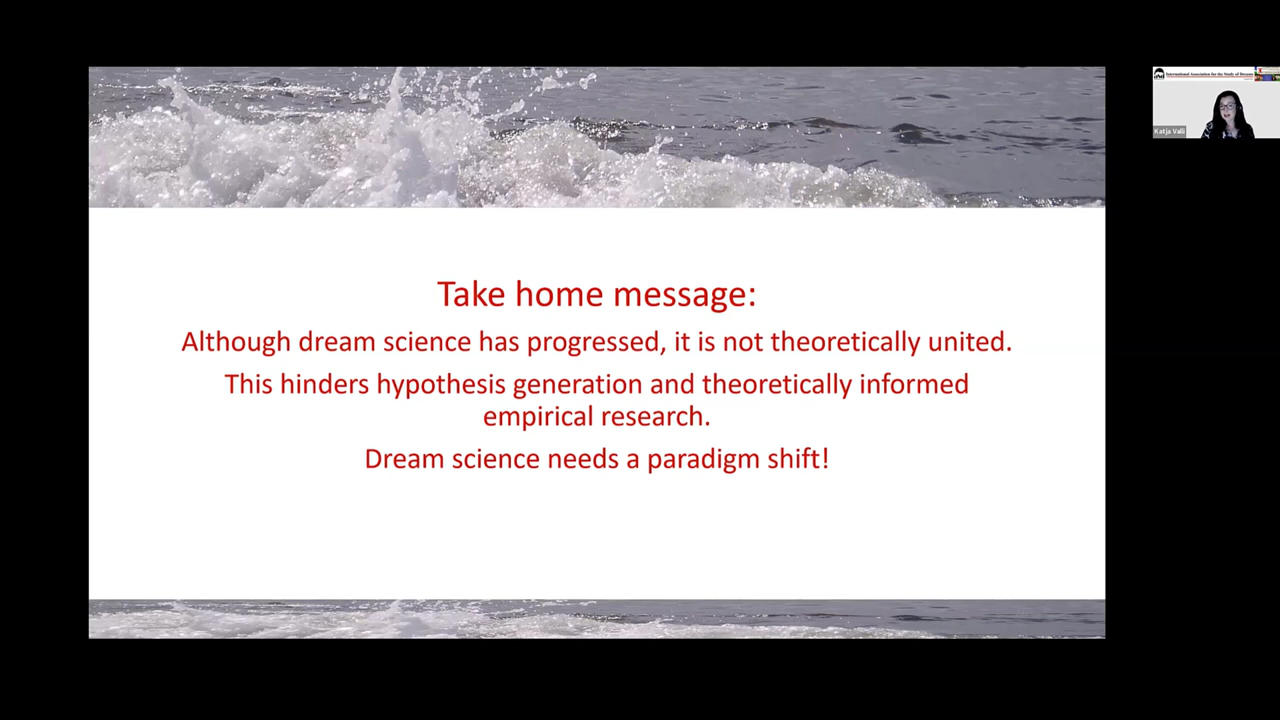 International Association for the Study of Dreams
Katja Valli
Take home message:
Although dream science has progressed, it is not theoretically united.
This hinders hypothesis generation and theoretically informed
empirical research.
Dream science needs a paradigm shift!